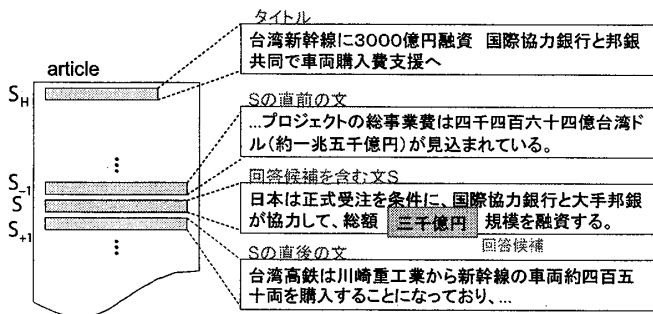 タイトル
台湾新幹線に3000億円融資 国際協力銀行と邦銀
共同で車両購入費支援へ
article
S_H
Sの直前の文
…プロジェクトの総事業費は四千四百六十四億台湾ド
ル(約一兆五千億円)が見込まれている。
⋮
S_-1
回答候補を含む文S
S
日本は正式受注を条件に、国際協力銀行と大手邦銀
が協力して、総額 三千億円 規模を融資する。
回答候補
S_+1
⋮
Sの直後の文
台湾高鉄は川崎重工業から新幹線の車両約四百五
十両を購入することになっており、…